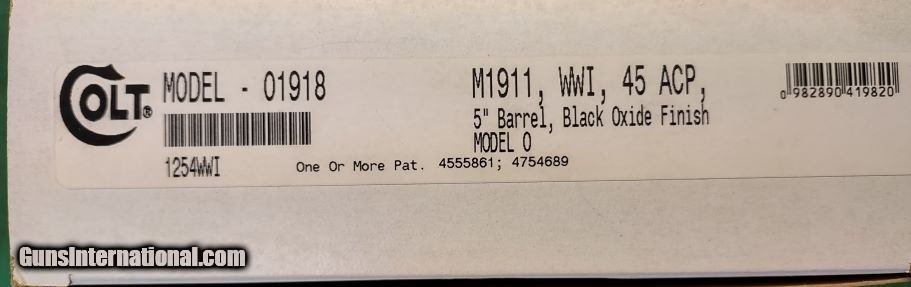 COLT®
MODEL - 01918
1254WWI
M1911, WWI, 45 ACP,
5" Barrel, Black Oxide Finish
MODEL O
One Or More Pat. 4555861; 4754689
0 982890 419820
GunsInternational.com